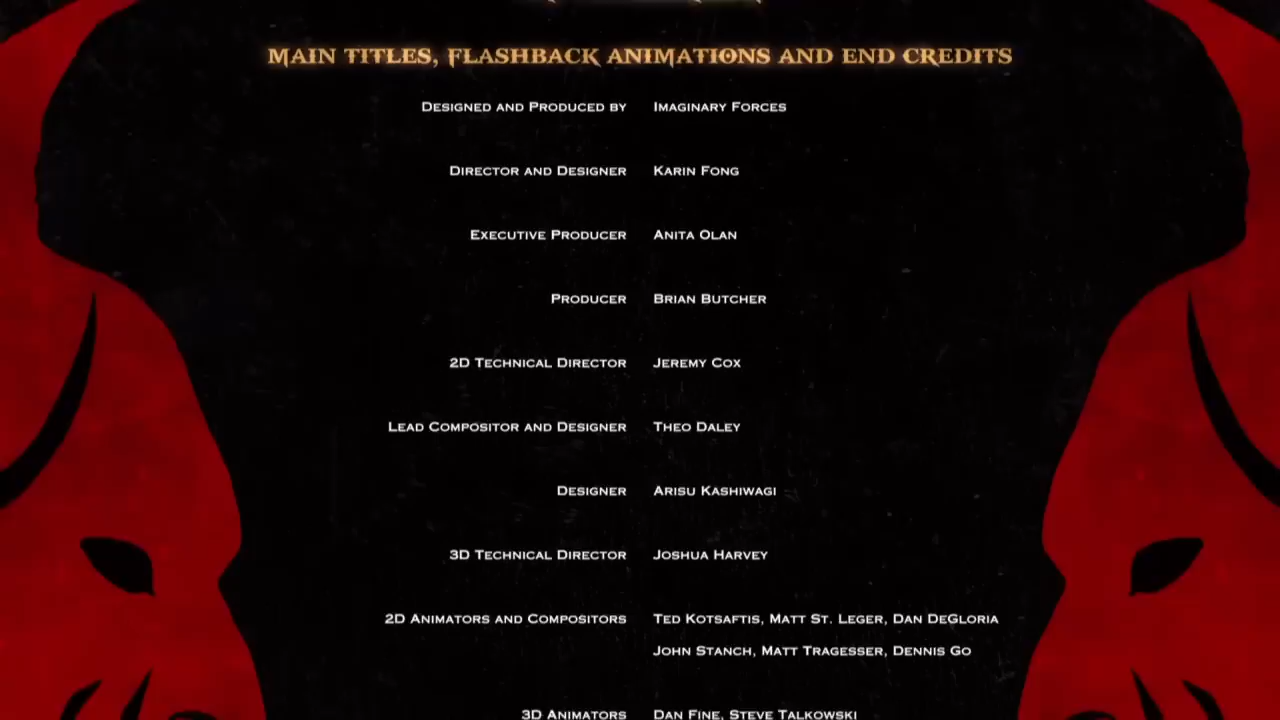 MAIN TITLES, FLASHBACK ANIMATIONS AND END CREDITS
DESIGNED AND PRODUCED BY IMAGINARY FORCES
DIRECTOR AND DESIGNER KARIN FONG
EXECUTIVE PRODUCER ANITA OLAN
PRODUCER BRIAN BUTCHER
2D TECHNICAL DIRECTOR JEREMY COX
LEAD COMPOSITOR AND DESIGNER THEO DALEY
DESIGNER ARISU KASHIWAGI
3D TECHNICAL DIRECTOR JOSHUA HARVEY
2D ANIMATORS AND COMPOSITORS TED KOTSAFTIS, MATT ST. LEGER, DAN DEGLORIA
JOHN STANCH, MATT TRAGESSER, DENNIS GO
3D ANIMATORS DAN FINE, STEVE TALKOWSKI